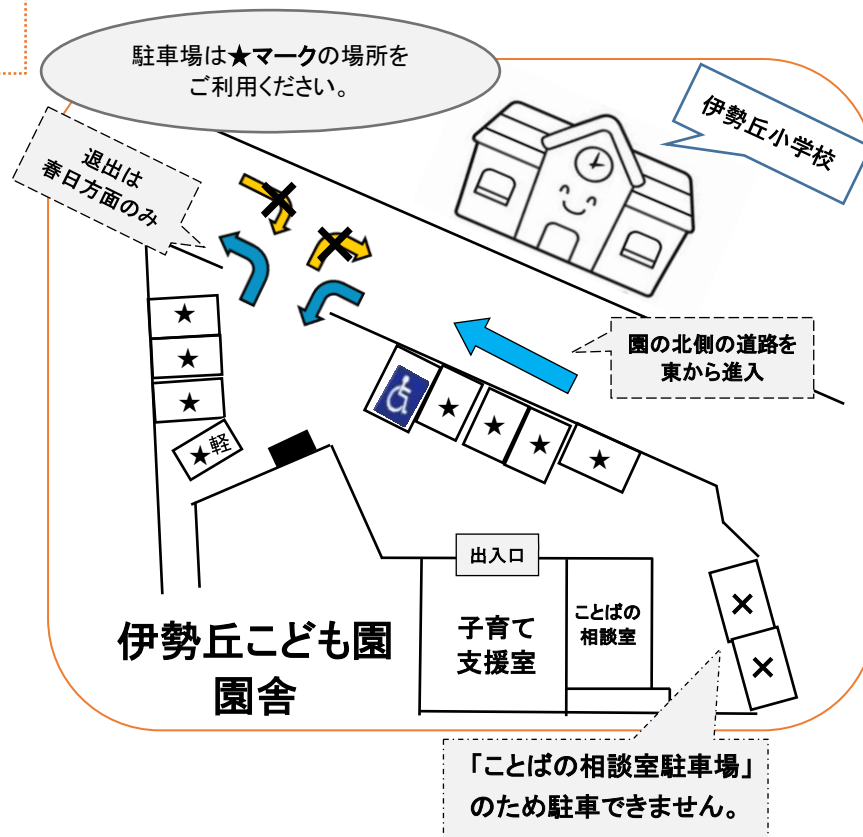 駐車場は★マークの場所を
ご利用ください。
伊勢丘小学校
退出は
春日方面のみ
園の北側の道路を
東から進入
★
★
★
★軽
★
★
★
★
出入口
子育て
支援室
ことばの
相談室
×
×
伊勢丘こども園
園舎
「ことばの相談室駐車場」
のため駐車できません。